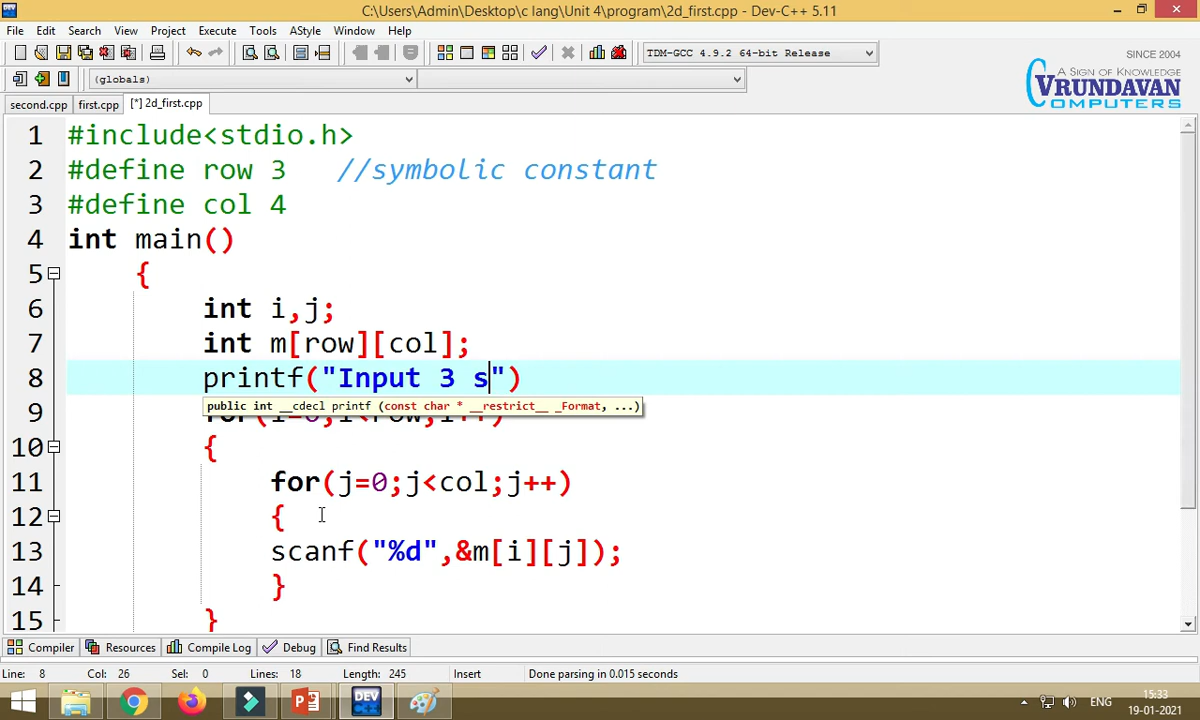 C:\Users\Admin\Desktop\c lang\Unit 4\program\2d_first.cpp - Dev-C++ 5.11
File Edit Search View Project Execute Tools AStyle Window Help
TDM-GCC 4.9.2 64-bit Release
SINCE 2004
(globals)
A SIGN OF KNOWLEDGE
VRUNDAVAN
COMPUTERS
second.cpp first.cpp [*] 2d_first.cpp
1 #include<stdio.h>
2 #define row 3 //symbolic constant
3 #define col 4
4 int main()
5 {
6 int i,j;
7 int m[row][col];
8 printf("Input 3 s")
public int __cdecl printf (const char * __restrict__ _Format, ...)
9 for(i=0;i<row;i++)
10 {
11 for(j=0;j<col;j++)
12 {
13 scanf("%d",&m[i][j]);
14 }
15 }
Compiler Resources Compile Log Debug Find Results
Line: 8 Col: 26 Sel: 0 Lines: 18 Length: 245 Insert Done parsing in 0.015 seconds
ENG
15:33
19-01-2021